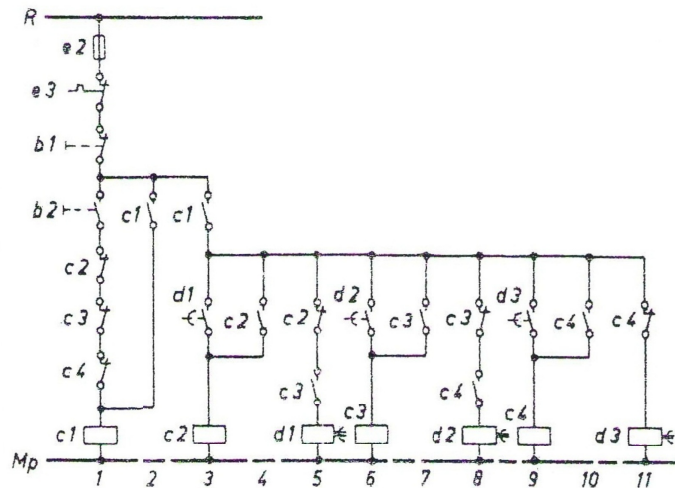 R
e2
e3
b1
b2 c1 c1
c2 d1 c2 c2 d2 c3 c3 d3 c4 c4
c3
c4 c3 c4
c1 c2 d1 c3 d2 c4 d3
Mp
1 2 3 4 5 6 7 8 9 10 11